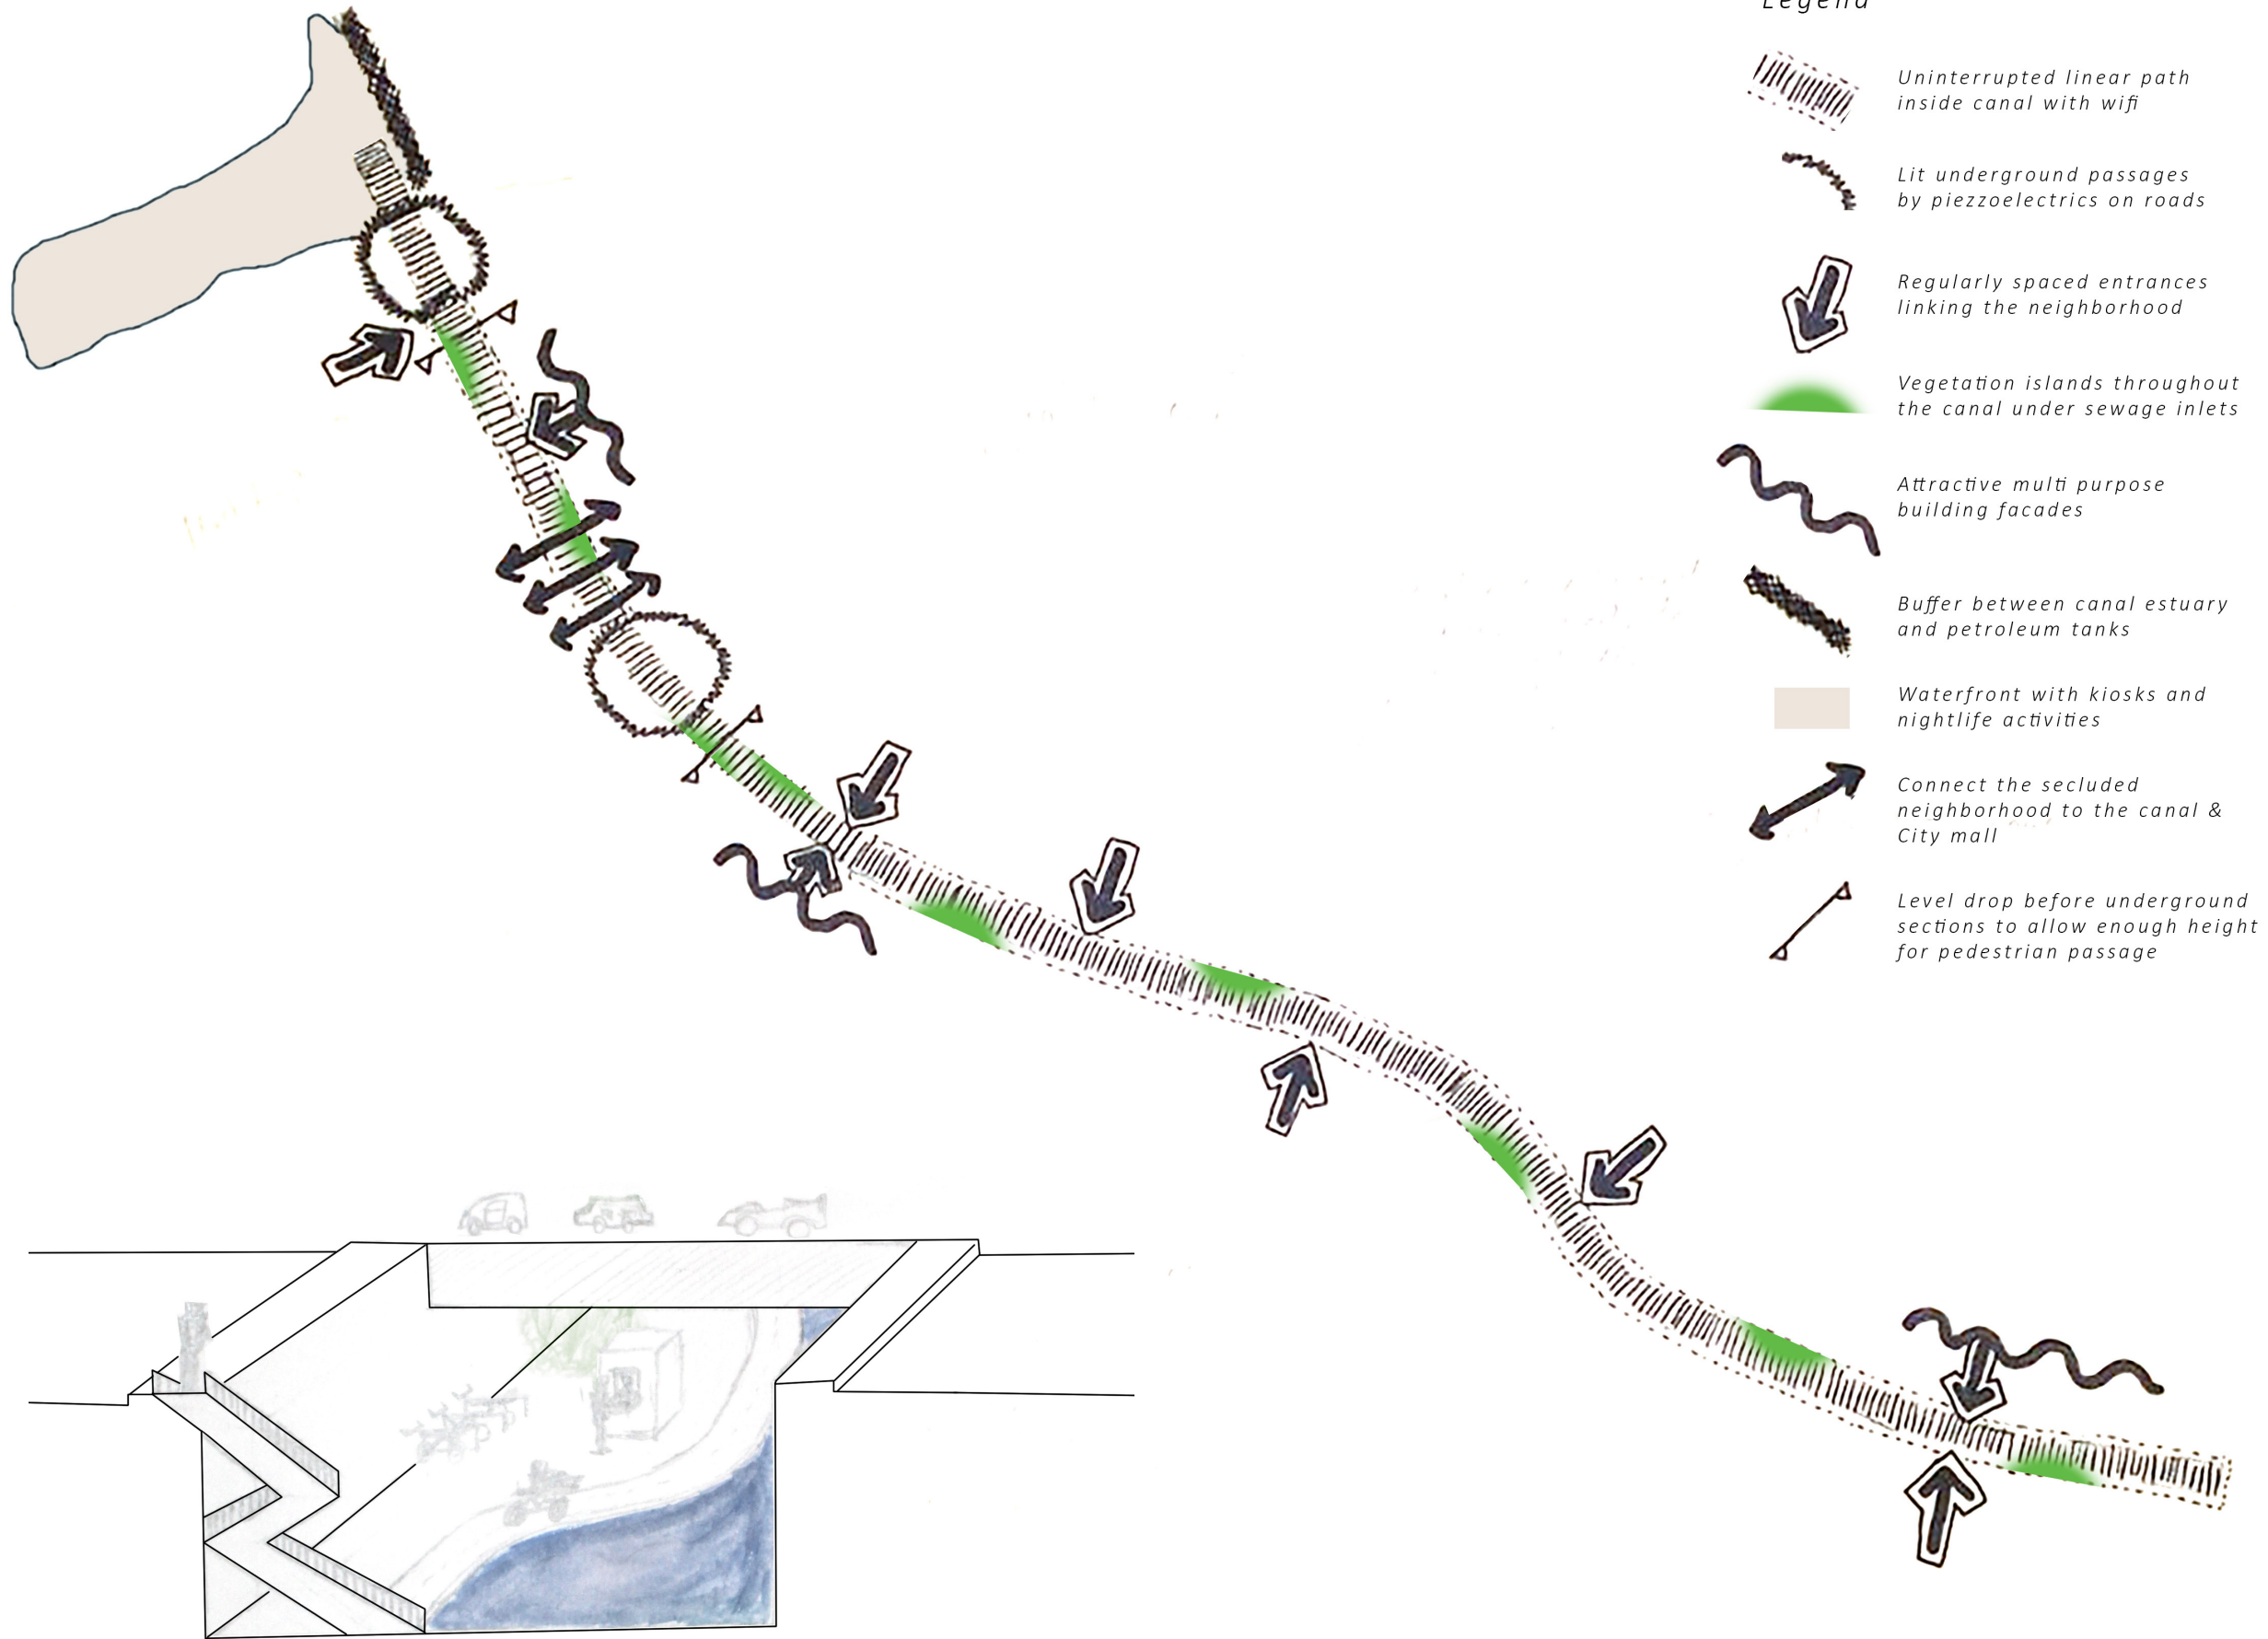 Legend
Uninterrupted linear path
inside canal with wifi
Lit underground passages
by piezzoelectrics on roads
Regularly spaced entrances
linking the neighborhood
Vegetation islands throughout
the canal under sewage inlets
Attractive multi purpose
building facades
Buffer between canal estuary
and petroleum tanks
Waterfront with kiosks and
nightlife activities
Connect the secluded
neighborhood to the canal &
City mall
Level drop before underground
sections to allow enough height
for pedestrian passage